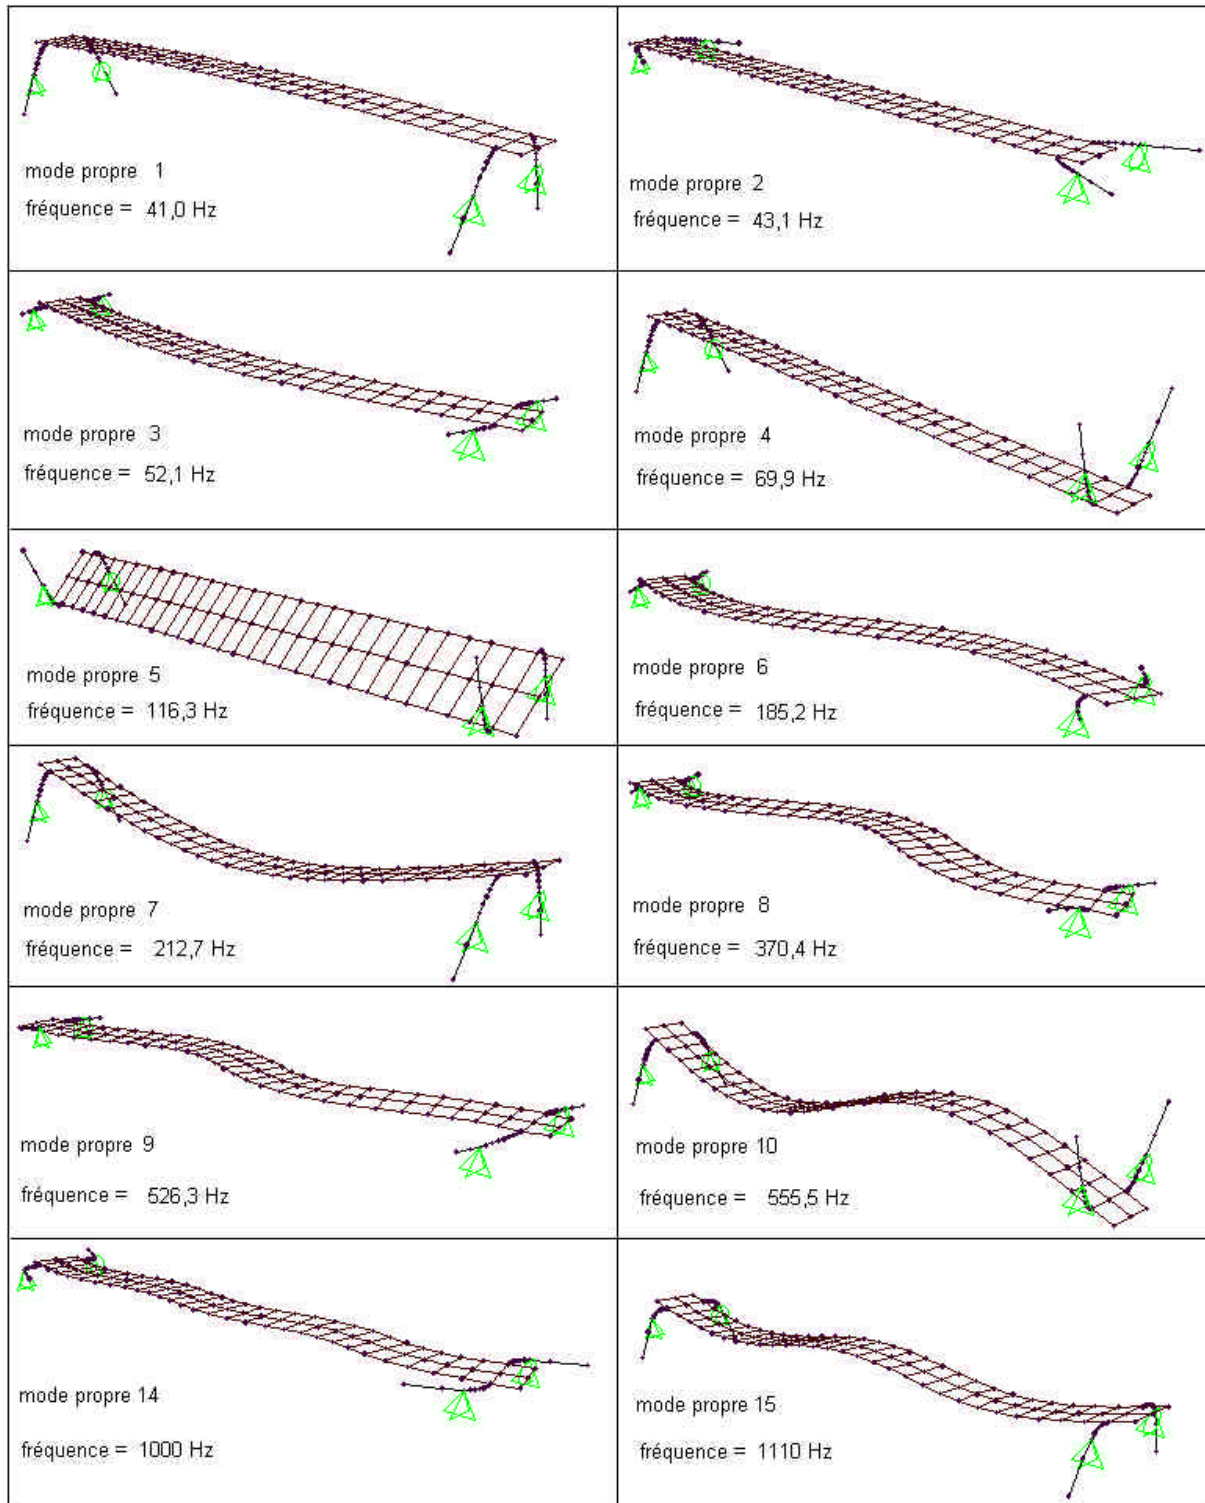 mode propre 1
fréquence = 41,0 Hz
mode propre 2
fréquence = 43,1 Hz
mode propre 3
fréquence = 52,1 Hz
mode propre 4
fréquence = 69,9 Hz
mode propre 5
fréquence = 116,3 Hz
mode propre 6
fréquence = 185,2 Hz
mode propre 7
fréquence = 212,7 Hz
mode propre 8
fréquence = 370,4 Hz
mode propre 9
fréquence = 526,3 Hz
mode propre 10
fréquence = 555,5 Hz
mode propre 14
fréquence = 1000 Hz
mode propre 15
fréquence = 1110 Hz